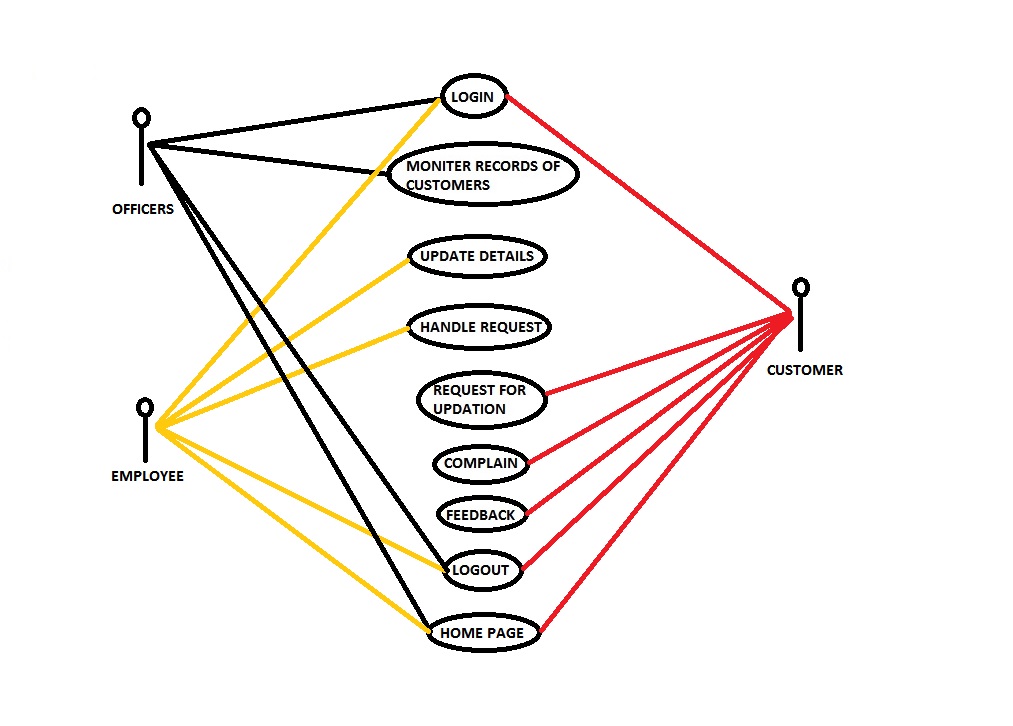 LOGIN
MONITER RECORDS OF
CUSTOMERS
OFFICERS
UPDATE DETAILS
HANDLE REQUEST
CUSTOMER
REQUEST FOR
UPDATION
COMPLAIN
EMPLOYEE
FEEDBACK
LOGOUT
HOME PAGE